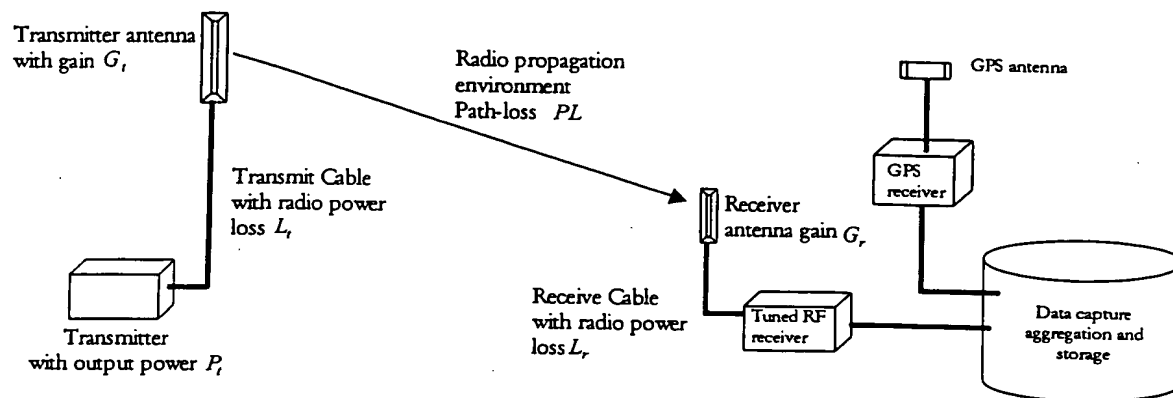 Transmitter antenna
with gain G_t
Radio propagation
environment
Path-loss PL
GPS antenna
GPS
receiver
Transmit Cable
with radio power
loss L_t
Receiver
antenna gain G_r
Transmitter
with output power P_t
Receive Cable
with radio power
loss L_r
Tuned RF
receiver
Data capture
aggregation and
storage